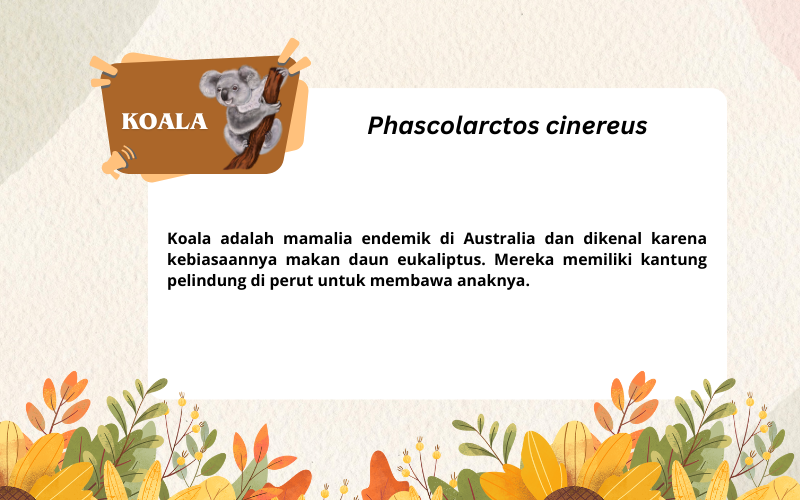 KOALA
Phascolarctos cinereus
Koala adalah mamalia endemik di Australia dan dikenal karena
kebiasaannya makan daun eukaliptus. Mereka memiliki kantung
pelindung di perut untuk membawa anaknya.